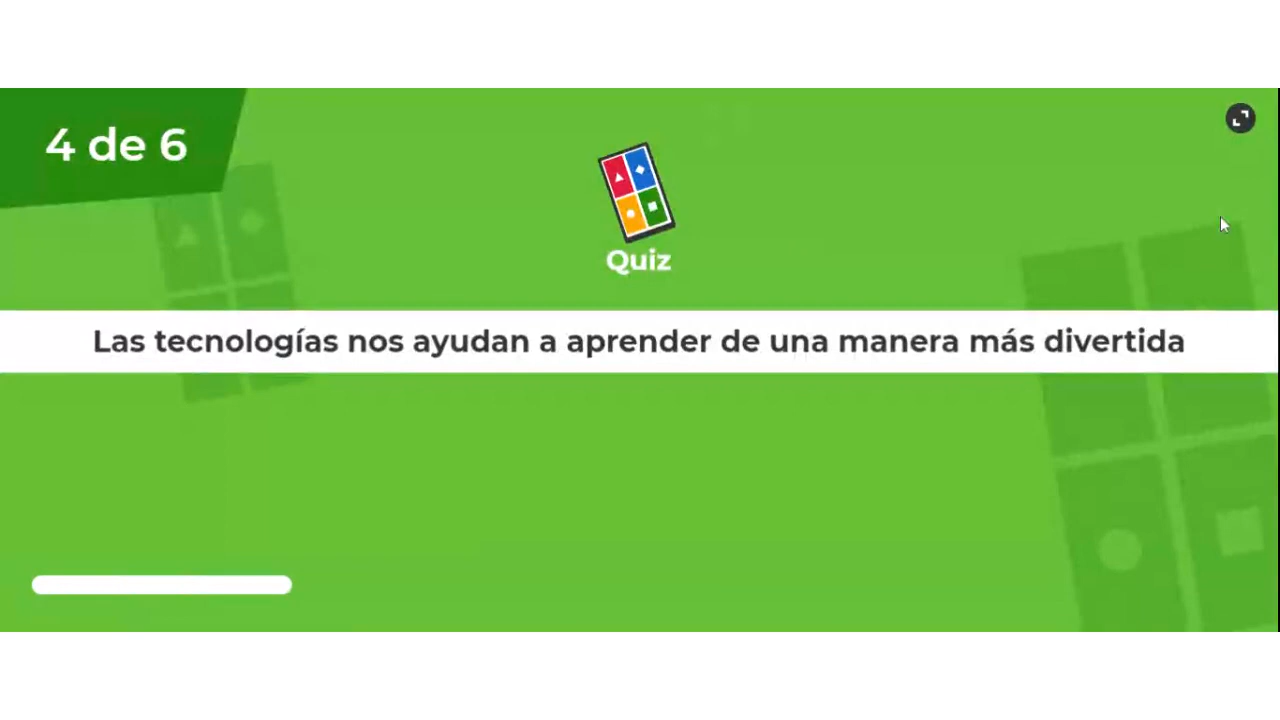 4 de 6
Quiz
Las tecnologías nos ayudan a aprender de una manera más divertida